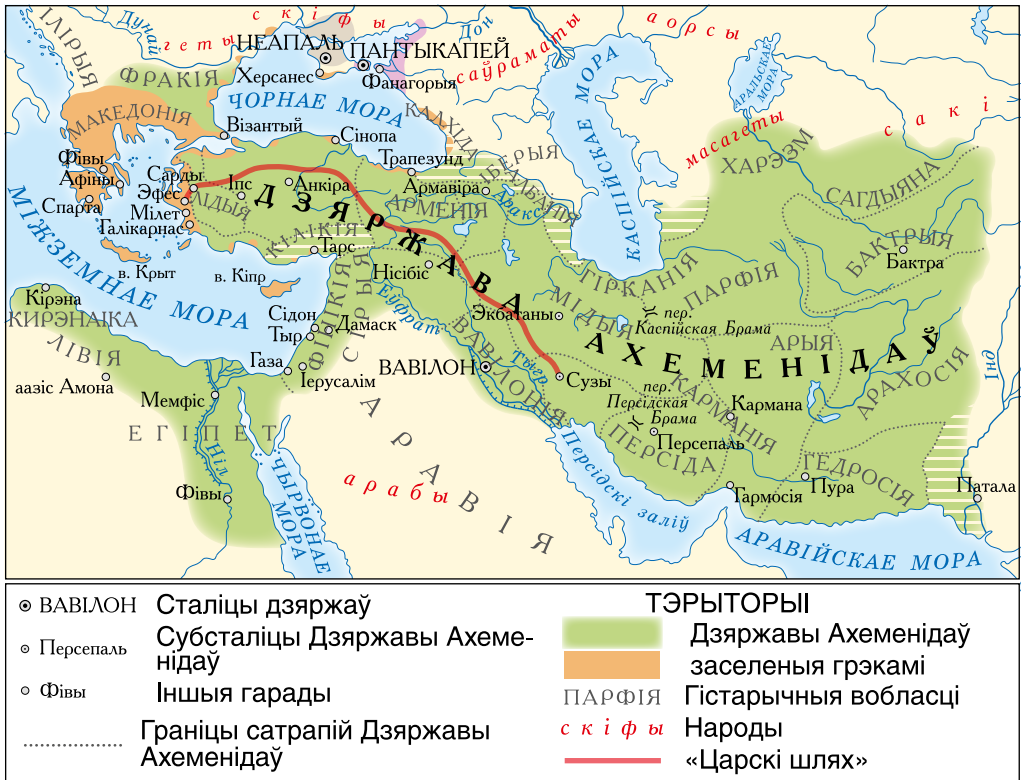 ІЛІРЫЯ
Дунай
геты
скіфы
Дон
саўраматы
аорсы
НЕАПАЛЬ
ПАНТЫКАПЕЙ
Херсанес
Фанагорыя
ФРАКІЯ
ЧОРНАЕ МОРА
МАКЕДОНІЯ
Візантый
Сінопа
КАЛХІДА
КАСПІЙСКАЕ МОРА
АРАЛЬСКАЕ
МОРА
масагеты
сакі
ХАРЭЗМ
САГДЫЯНА
Трапезунд
ІБЕРЫЯ
АЛЬБАНІЯ
Армавіра
АРМЕНІЯ
Аракс
Фівы
Афіны
Спарта
Сарды
Эфес
Мілет
Галікарнас
Іпс
ЛІДЫЯ
Анкіра
ДЗЯРЖАВА
КІЛІКІЯ
Тарс
Нісібіс
МІЖЗЕМНАЕ МОРА
в. Крыт
в. Кіпр
БАКТРЫЯ
Бактра
ГІРКАНІЯ
ПАРФІЯ
МІДЫЯ
Экбатаны
пер.
Каспійская Брама
АХЕМЕНІДАЎ
АРЫЯ
АРАХОСІЯ
Інд
Кірэна
КИРЭНАІКА
ЛІВІЯ
аазіс Амона
Сідон
Тыр
Дамаск
ФІНІКІЯ
СІРЫЯ
Газа
Іерусалім
Еўфрат
ВАВІЛОН
ВАВІЛОНІЯ
Тыгр
Сузы
пер.
Персідская
Брама
КАРМАНІЯ
Кармана
ПЕРСІДА
Персепаль
Мемфіс
ЕГІПЕТ
Ніл
Фівы
ЧЫРВОНАЕ
МОРА
АРАВІЯ
арабы
Персідскі заліў
Гармосія
ГЕДРОСІЯ
Пура
Патала
АРАВІЙСКАЕ МОРА
ВАВІЛОН Сталіцы дзяржаў
Персепаль Субсталіцы Дзяржавы Ахеме-
нідаў
Фівы Іншыя гарады
Граніцы сатрапій Дзяржавы
Ахеменідаў
ТЭРЫТОРЫІ
Дзяржавы Ахеменідаў
заселеныя грэкамі
ПАРФІЯ Гістарычныя вобласці
скіфы Народы
«Царскі шлях»